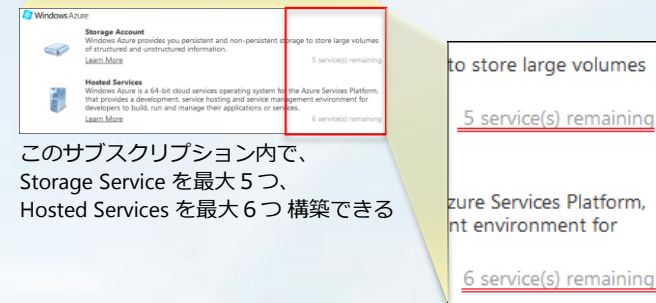 Windows Azure
Storage Account
Windows Azure provides you persistent and non-persistent storage to store large volumes
of structured and unstructured information.
Learn More
5 service(s) remaining
Hosted Services
Windows Azure is a 64-bit cloud services operating system for the Azure Services Platform,
that provides a development, service hosting and service management environment for
developers to build, run and manage their applications or services.
Learn More
6 service(s) remaining
このサブスクリプション内で、
Storage Service を最大５つ、
Hosted Services を最大６つ 構築できる
to store large volumes
5 service(s) remaining
zure Services Platform,
nt environment for
6 service(s) remaining